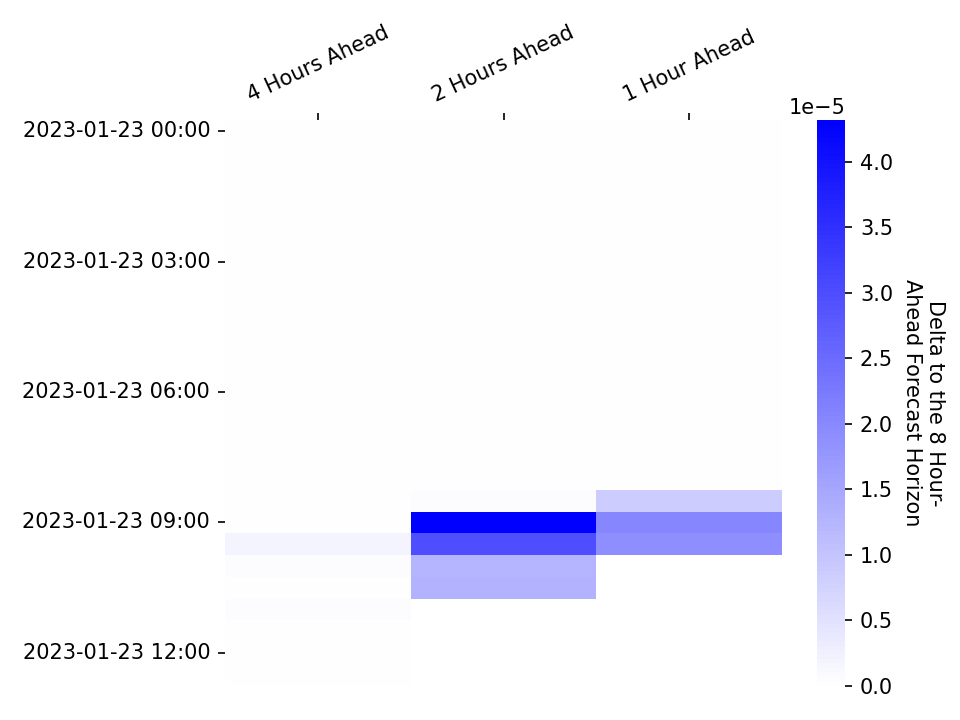 4 Hours Ahead
2 Hours Ahead
1 Hour Ahead
1e−5
2023-01-23 00:00
2023-01-23 03:00
2023-01-23 06:00
2023-01-23 09:00
2023-01-23 12:00
4.0
3.5
3.0
2.5
2.0
1.5
1.0
0.5
0.0
Delta to the 8 Hour-
Ahead Forecast Horizon